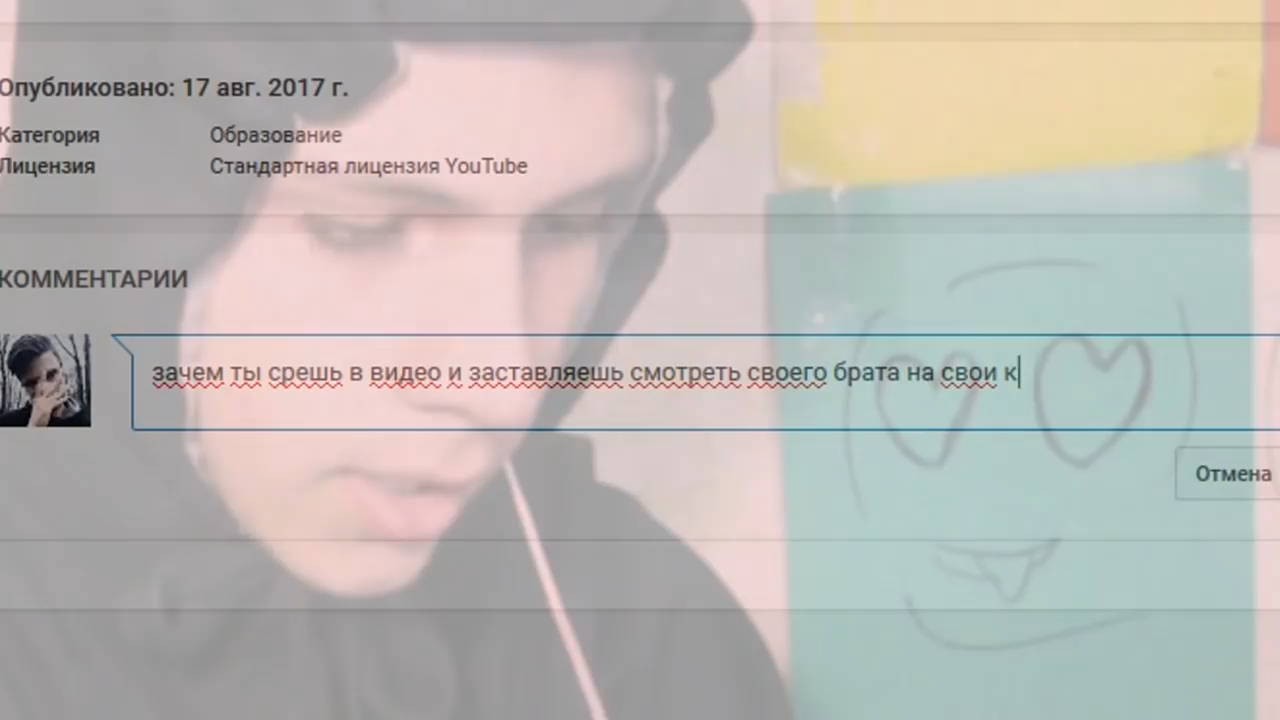 Опубликовано: 17 авг. 2017 г.
Категория Образование
Лицензия Стандартная лицензия YouTube
КОММЕНТАРИИ
зачем ты срешь в видео и заставляешь смотреть своего брата на свои к
Отмена